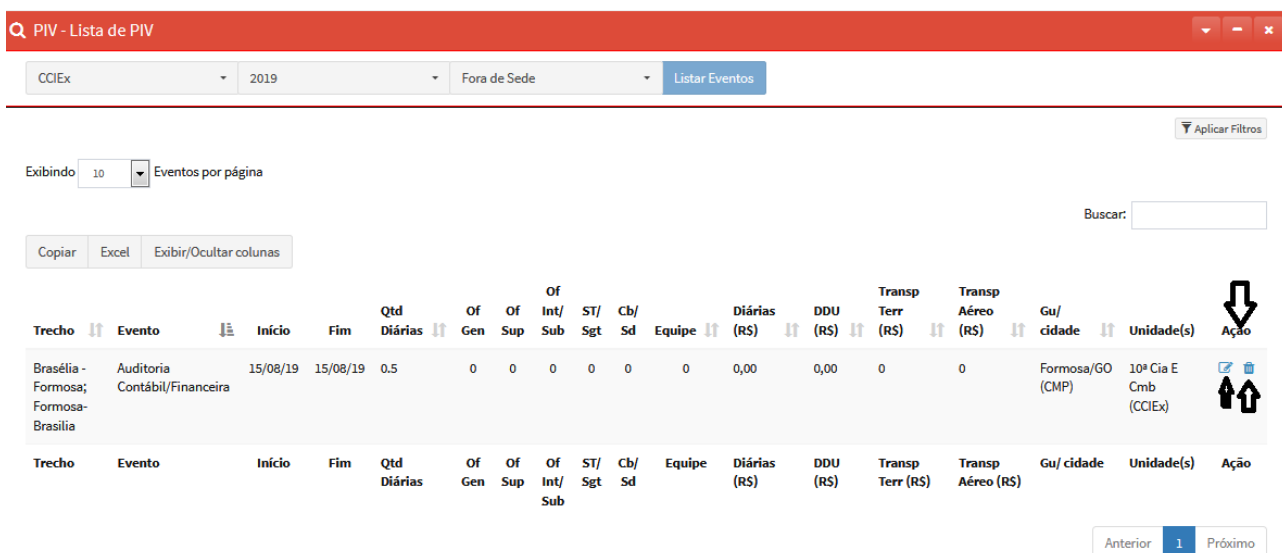 PIV - Lista de PIV
CCIEx 2019 Fora de Sede Listar Eventos
Aplicar Filtros
Exibindo 10 Eventos por página
Buscar:
Copiar Excel Exibir/Ocultar colunas
Trecho Evento Início Fim Qtd Diárias Of Gen Of Sup Of Int/ Sub ST/ Sgt Cb/ Sd Equipe Diárias (R$) DDU (R$) Transp Terr (R$) Transp Aéreo (R$) Gu/ cidade Unidade(s) Ação
Brasélia - Formosa; Formosa- Brasilia Auditoria Contábil/Financeira 15/08/19 15/08/19 0.5 0 0 0 0 0 0 0,00 0,00 0 0 Formosa/GO (CMP) 10ª Cia E Cmb (CCIEx)
Trecho Evento Início Fim Qtd Diárias Of Gen Of Sup Of Int/ Sub ST/ Sgt Cb/ Sd Equipe Diárias (R$) DDU (R$) Transp Terr (R$) Transp Aéreo (R$) Gu/ cidade Unidade(s) Ação
Anterior 1 Próximo